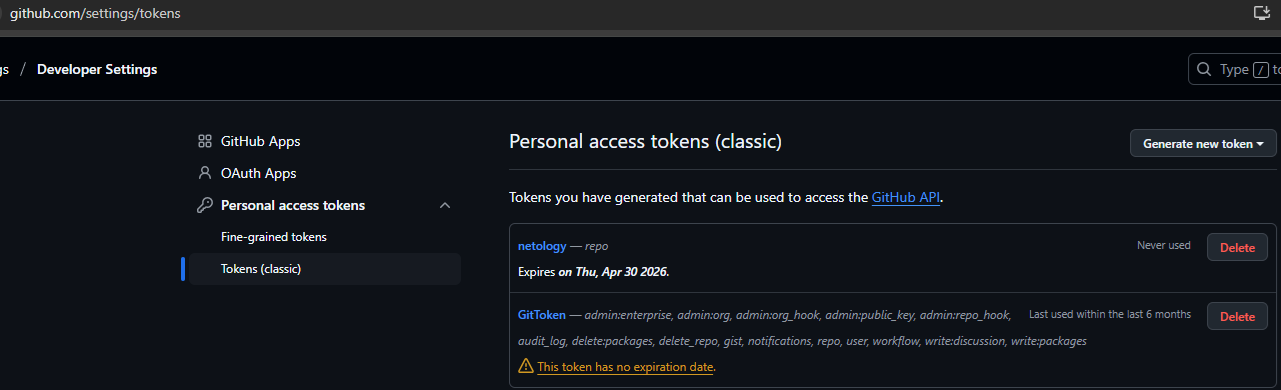 github.com/settings/tokens
gs / Developer Settings
Type / to
GitHub Apps
OAuth Apps
Personal access tokens
Fine-grained tokens
Tokens (classic)
Personal access tokens (classic)
Generate new token
Tokens you have generated that can be used to access the GitHub API.
netology — repo
Never used
Delete
Expires on Thu, Apr 30 2026.
GitToken — admin:enterprise, admin:org, admin:org_hook, admin:public_key, admin:repo_hook,
Last used within the last 6 months
Delete
audit_log, delete:packages, delete_repo, gist, notifications, repo, user, workflow, write:discussion, write:packages
This token has no expiration date.